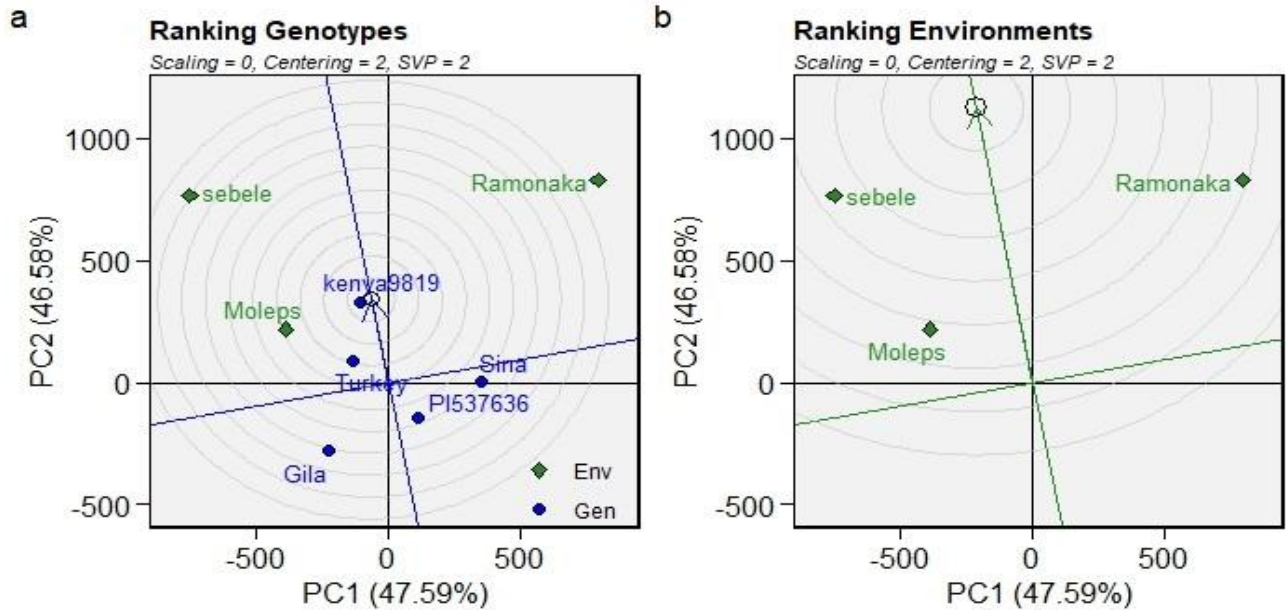 a
Ranking Genotypes
Scaling = 0, Centering = 2, SVP = 2
PC2 (46.58%)
1000
500
0
-500
sebele
Ramonaka
kenya9819
Moleps
Turkey
Sina
PI537636
Gila
Env
Gen
-500
0
500
PC1 (47.59%)
b
Ranking Environments
Scaling = 0, Centering = 2, SVP = 2
PC2 (46.58%)
1000
500
0
-500
Ramonaka
sebele
Moleps
-500
0
500
PC1 (47.59%)